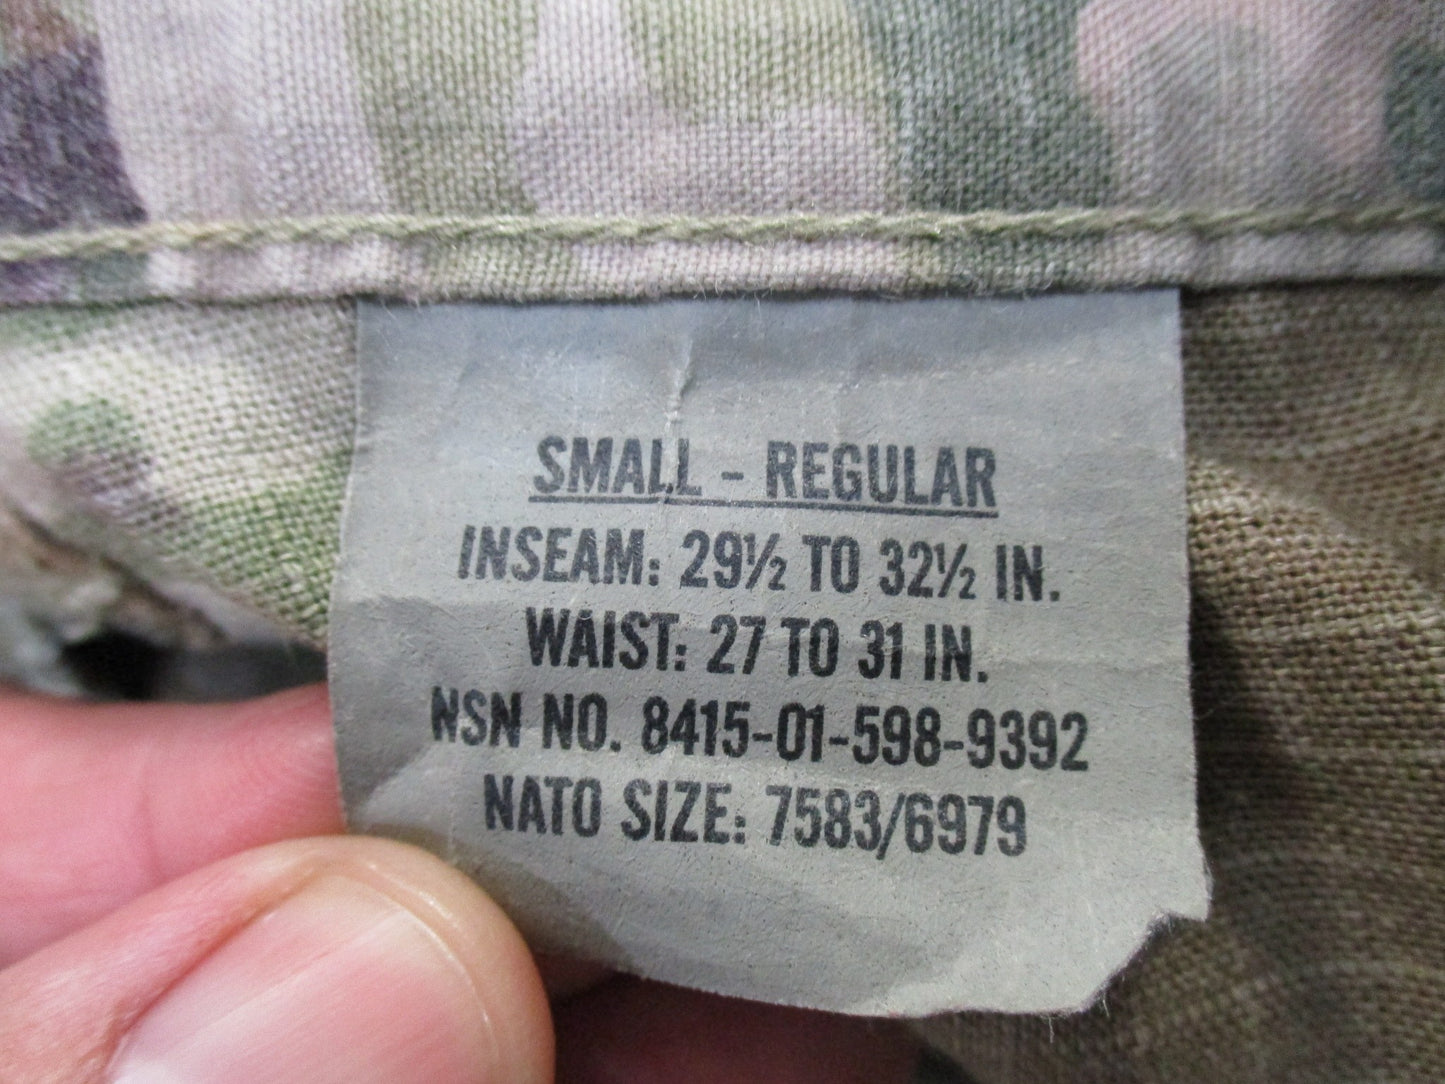 SMALL - REGULAR
INSEAM: 29½ TO 32½ IN.
WAIST: 27 TO 31 IN.
NSN NO. 8415-01-598-9392
NATO SIZE: 7583/6979